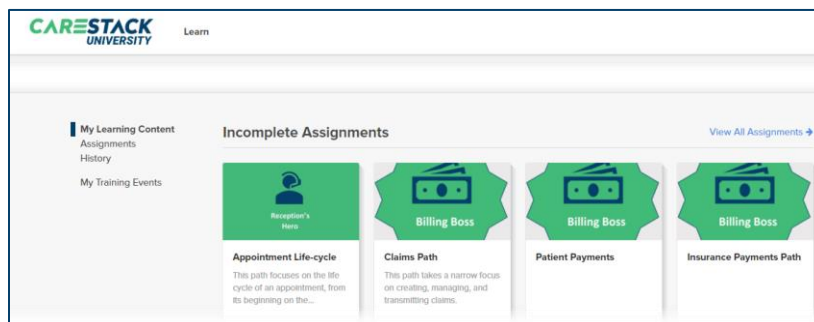 CARESTACK
UNIVERSITY
Learn
My Learning Content
Assignments
History
My Training Events
Incomplete Assignments
View All Assignments →
Reception's
Hero
Appointment Life-cycle
This path focuses on the life
cycle of an appointment, from
its beginning on the...
Billing Boss
Claims Path
This path takes a narrow focus
on creating, managing, and
transmitting claims.
Billing Boss
Patient Payments
Billing Boss
Insurance Payments Path